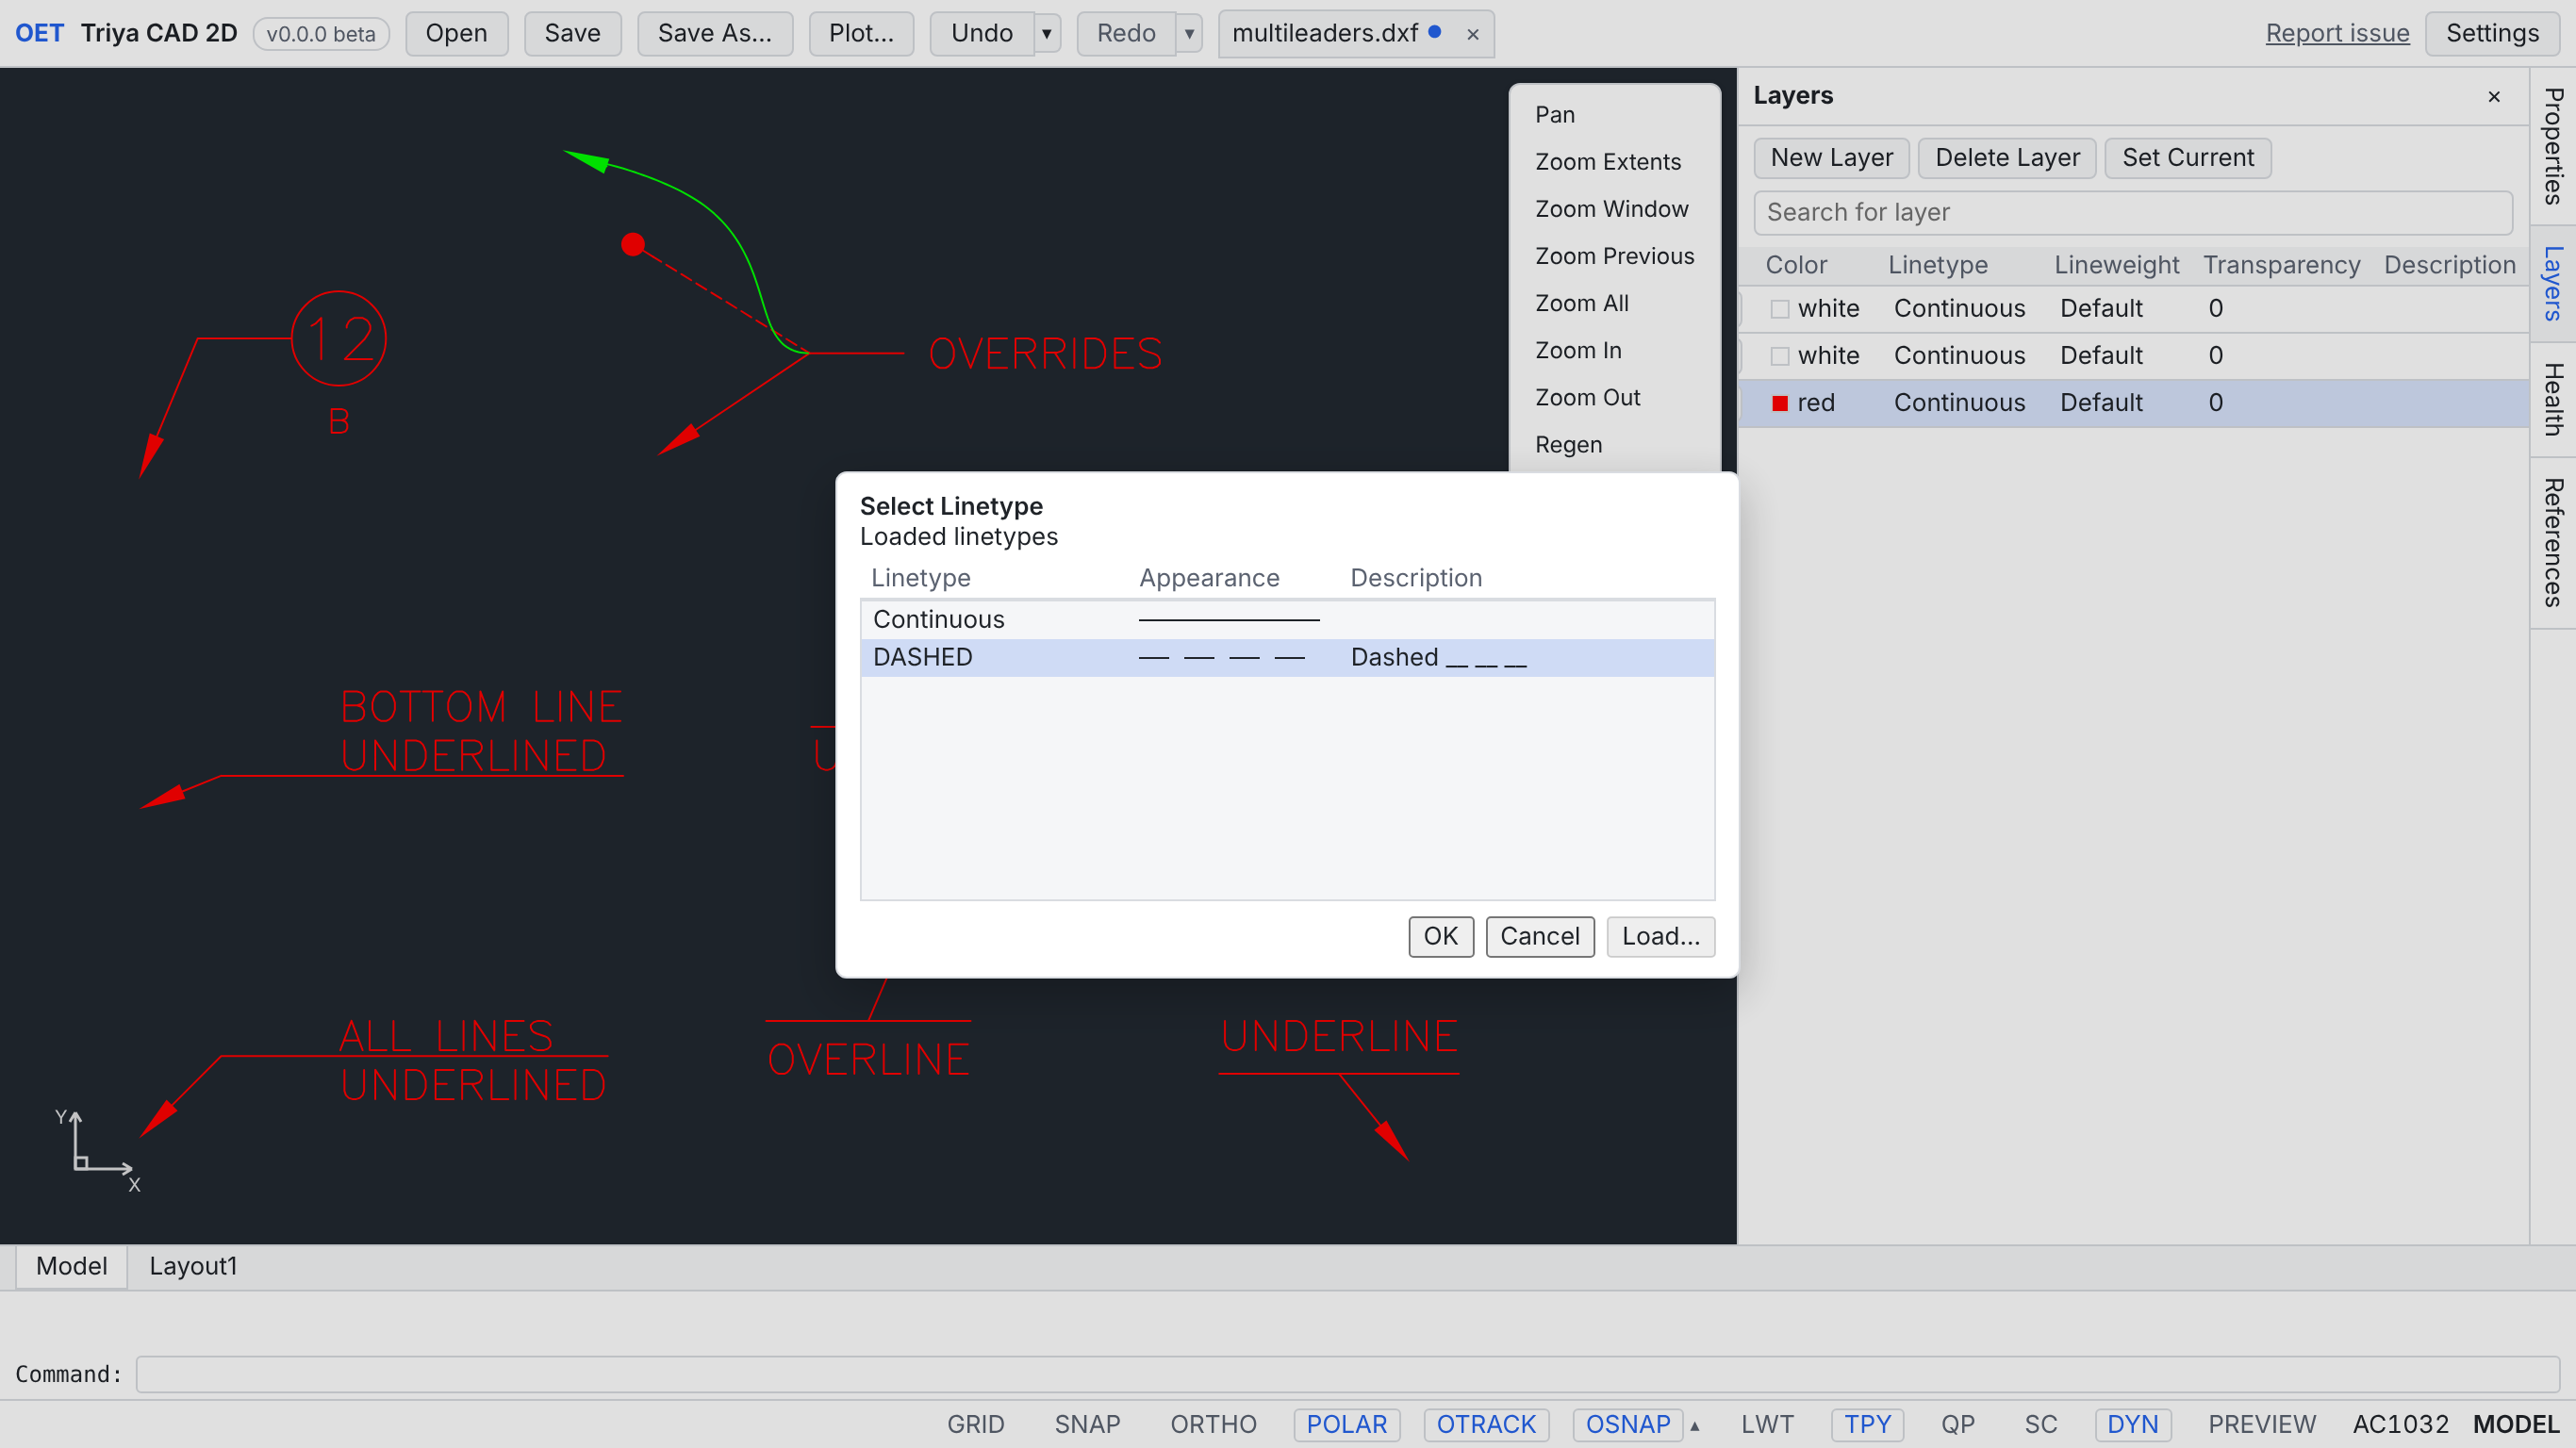 OET Triya CAD 2D v0.0.0 beta Open Save Save As... Plot... Undo ▾ Redo ▾ multileaders.dxf × Report issue Settings
12
B
OVERRIDES
BOTTOM LINE
UNDERLINED
ALL LINES
UNDERLINED
OVERLINE
UNDERLINE
Y
X
Pan
Zoom Extents
Zoom Window
Zoom Previous
Zoom All
Zoom In
Zoom Out
Regen
Select Linetype
Loaded linetypes
Linetype Appearance Description
Continuous
DASHED Dashed __ __ __
OK Cancel Load...
Layers ×
New Layer Delete Layer Set Current
Search for layer
Color Linetype Lineweight Transparency Description
white Continuous Default 0
white Continuous Default 0
red Continuous Default 0
Properties
Layers
Health
References
Model Layout1
Command:
GRID SNAP ORTHO POLAR OTRACK OSNAP ▴ LWT TPY QP SC DYN PREVIEW AC1032 MODEL